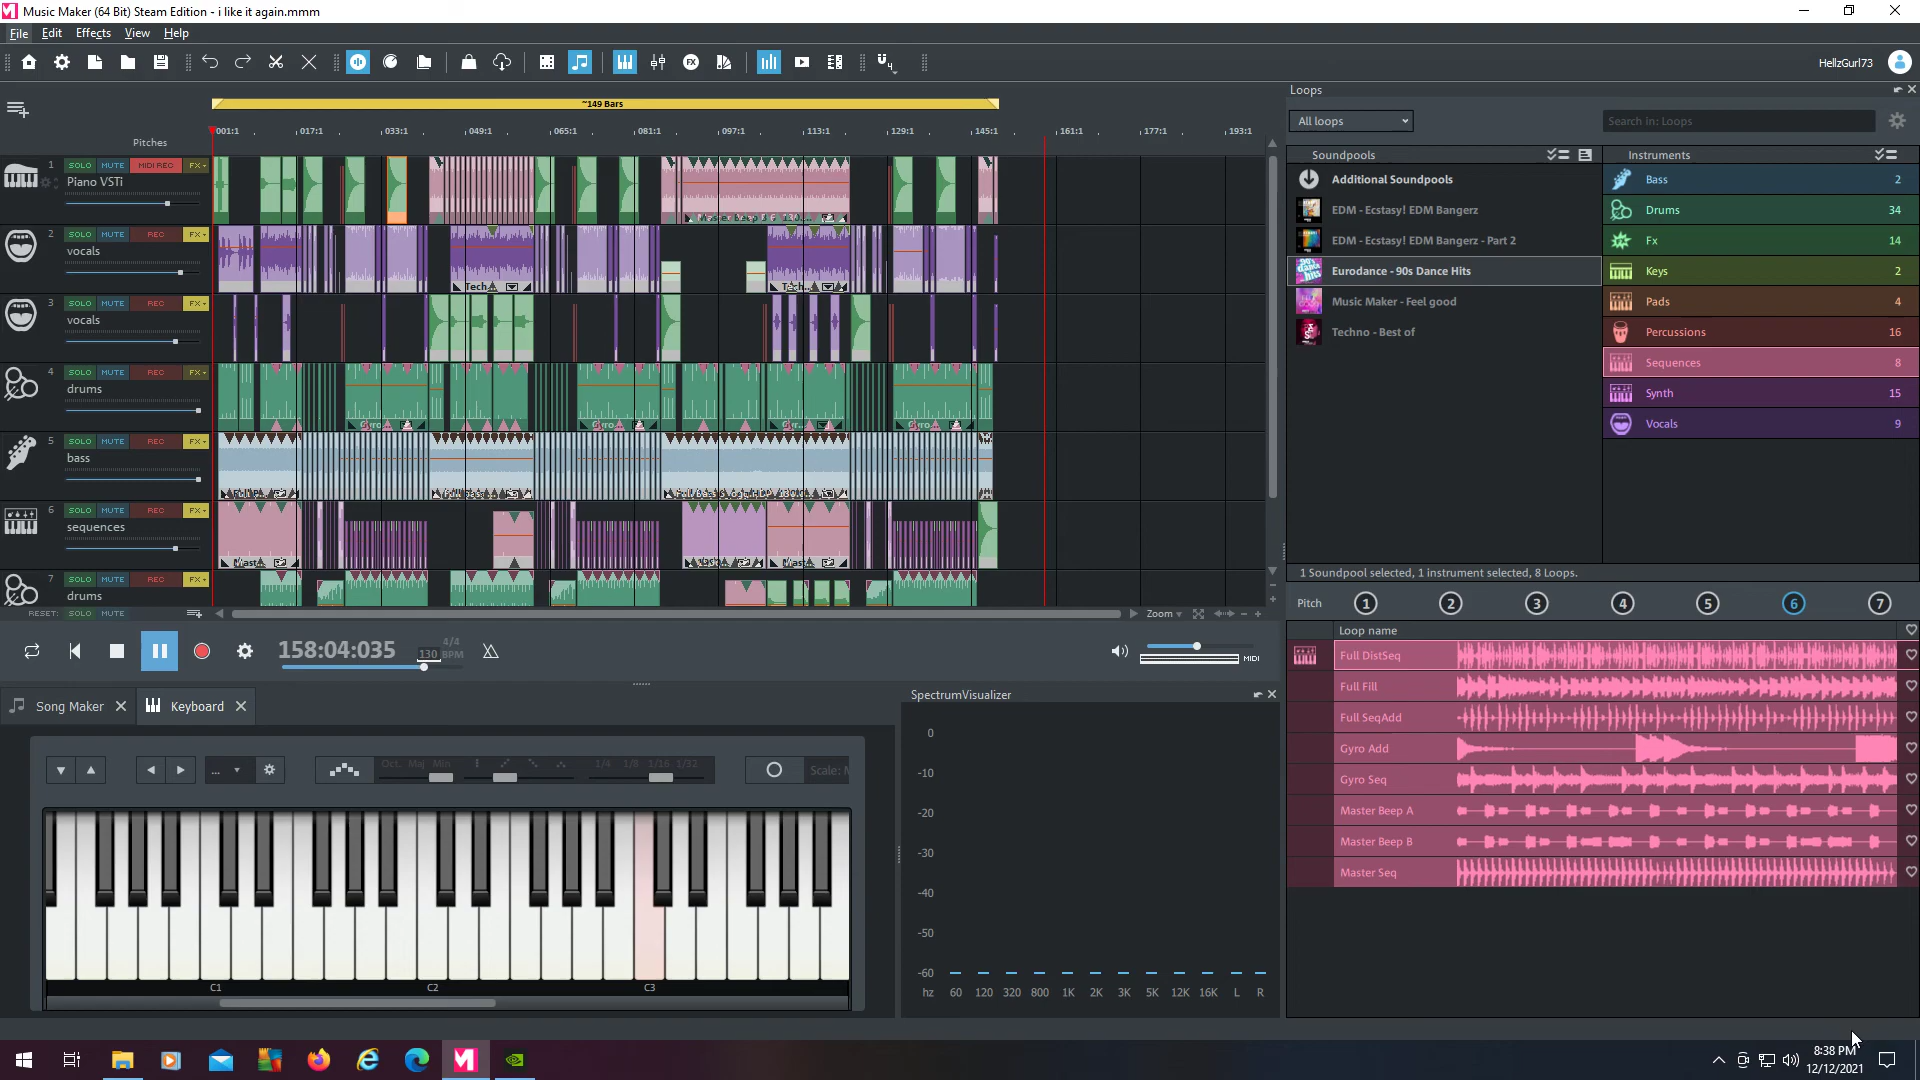 Music Maker (64 Bit) Steam Edition - i like it again.mmm
File Edit Effects View Help
HellzGurl73
~149 Bars
Pitches
001:1 017:1 033:1 049:1 065:1 081:1 097:1 113:1 129:1 145:1 161:1 177:1 193:1
1 SOLO MUTE MIDI REC FX
Piano VSTi
2 SOLO MUTE REC FX
vocals
3 SOLO MUTE REC FX
vocals
4 SOLO MUTE REC FX
drums
5 SOLO MUTE REC FX
bass
6 SOLO MUTE REC FX
sequences
7 SOLO MUTE REC FX
drums
RESET: SOLO MUTE
Zoom
158:04:035
4/4
130 BPM
MIDI
Song Maker
Keyboard
... Oct. Maj Min 1/4 1/8 1/16 1/32 Scale:
C1 C2 C3
SpectrumVisualizer
0
-10
-20
-30
-40
-50
-60
hz 60 120 320 800 1K 2K 3K 5K 12K 16K L R
Loops
All loops
Search in: Loops
Soundpools
Additional Soundpools
EDM - Ecstasy! EDM Bangerz
EDM - Ecstasy! EDM Bangerz - Part 2
Eurodance - 90s Dance Hits
Music Maker - Feel good
Techno - Best of
Instruments
Bass 2
Drums 34
Fx 14
Keys 2
Pads 4
Percussions 16
Sequences 8
Synth 15
Vocals 9
1 Soundpool selected, 1 instrument selected, 8 Loops.
Pitch 1 2 3 4 5 6 7
Loop name
Full DistSeq
Full Fill
Full SeqAdd
Gyro Add
Gyro Seq
Master Beep A
Master Beep B
Master Seq
8:38 PM
12/12/2021